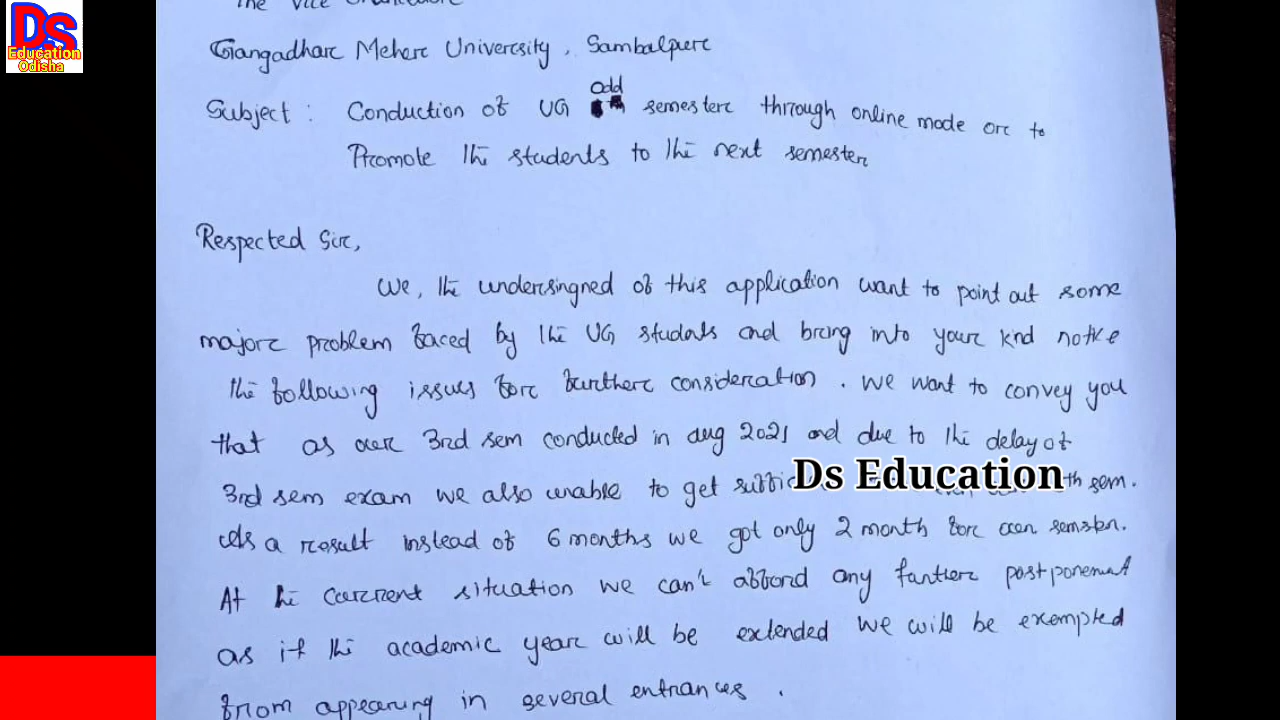 Ds
Education
Odisha
The Vice
Gangadhar Meher University, Sambalpur
Subject : Conduction of UG Odd semester through online mode or to
Promote the students to the next semester
Respected Sir,
We, the undersingned of this application want to point out some
major problem faced by the UG students and bring into your kind notice
the following issues for further consideration. We want to convey you
that as our 3rd sem conducted in aug 2021 and due to the delay of
3rd sem exam we also unable to get th sem.
Ds Education
As a result instead of 6 months we got only 2 month for our semster.
At the current situation we can't afford any further postponement
as if the academic year will be extended we will be exempted
from appearing in several entrances.